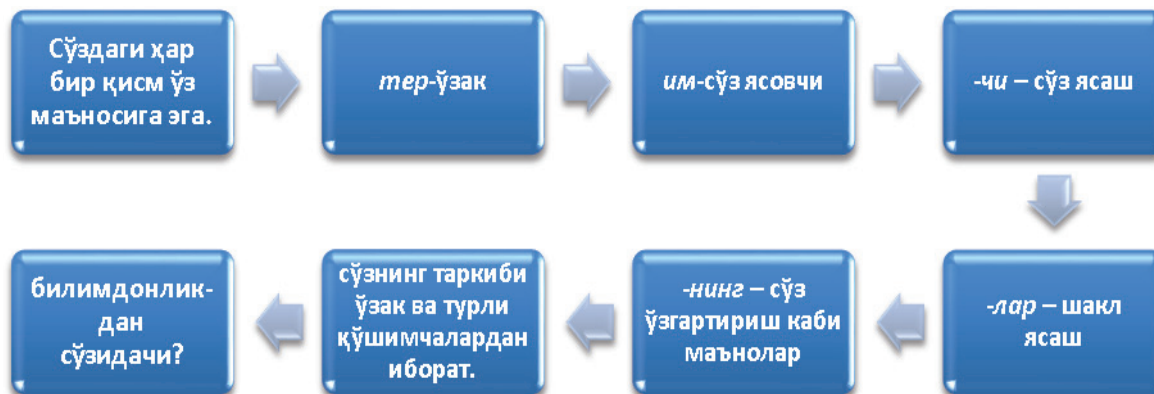 Сўздаги ҳар
бир қисм ўз
маъносига эга.
тер-ўзак
им-сўз ясовчи
-чи – сўз ясаш
-лар – шакл
ясаш
-нинг – сўз
ўзгартириш каби
маънолар
сўзнинг таркиби
ўзак ва турли
қўшимчалардан
иборат.
билимдонлик-
дан
сўзидачи?